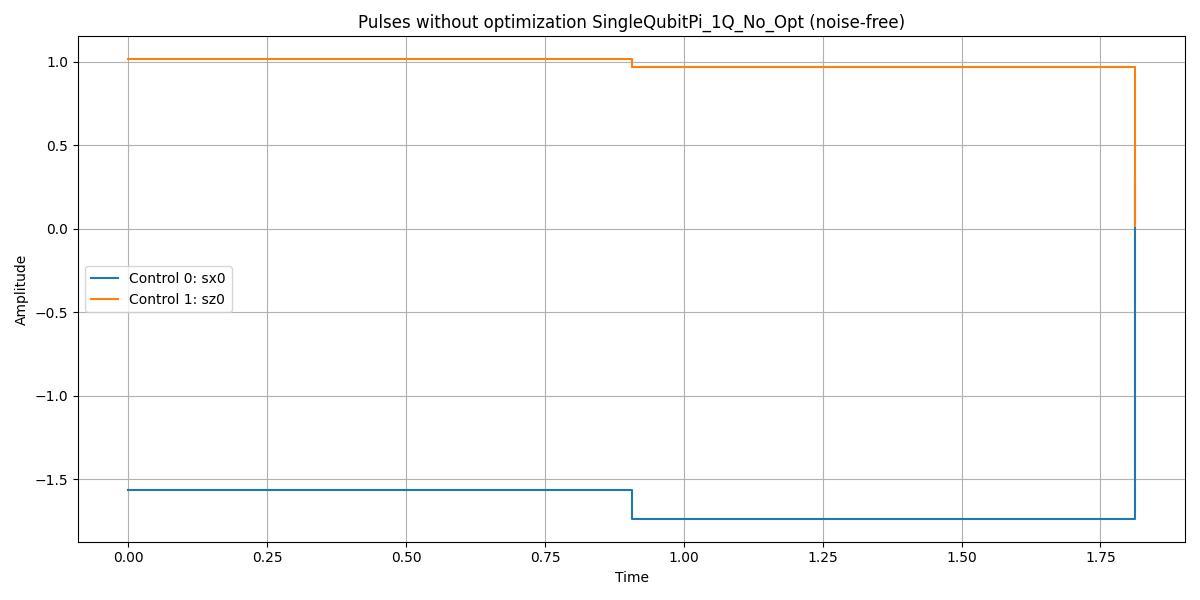 Pulses without optimization SingleQubitPi_1Q_No_Opt (noise-free)
Amplitude
1.0
0.5
0.0
−0.5
−1.0
−1.5
Control 0: sx0
Control 1: sz0
0.00 0.25 0.50 0.75 1.00 1.25 1.50 1.75
Time